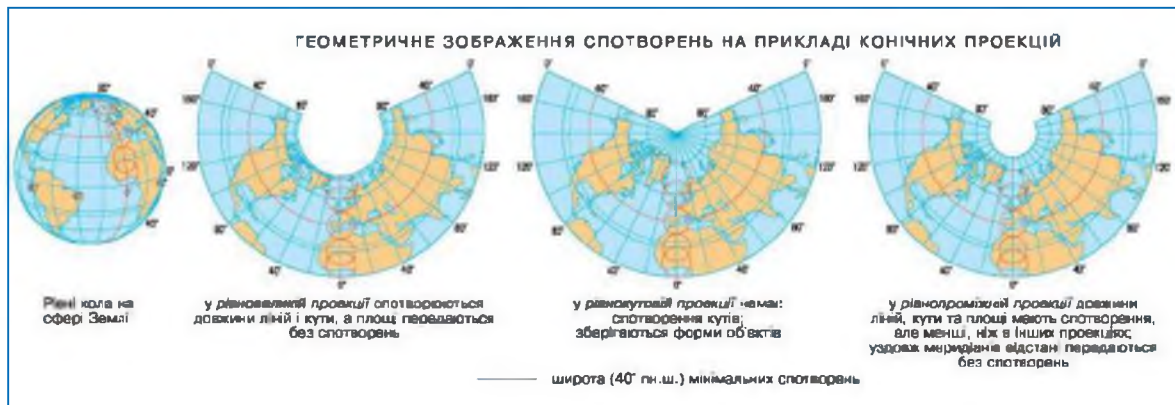 ГЕОМЕТРИЧНЕ ЗОБРАЖЕННЯ СПОТВОРЕНЬ НА ПРИКЛАДІ КОНІЧНИХ ПРОЕКЦІЙ
Рівні кола на
сфері Землі
у рівновеликій проекції спотворюються
довжини ліній і кути, а площі передаються
без спотворень
у рівнокутовій проекції немає
спотворення кутів;
зберігаються форми об'єктів
у рівнопроміжній проекції довжини
ліній, кути та площі мають спотворення,
але менші, ніж в інших проекціях;
уздовж меридіанів відстані передаються
без спотворень
широта (40° пн.ш.) мінімальних спотворень